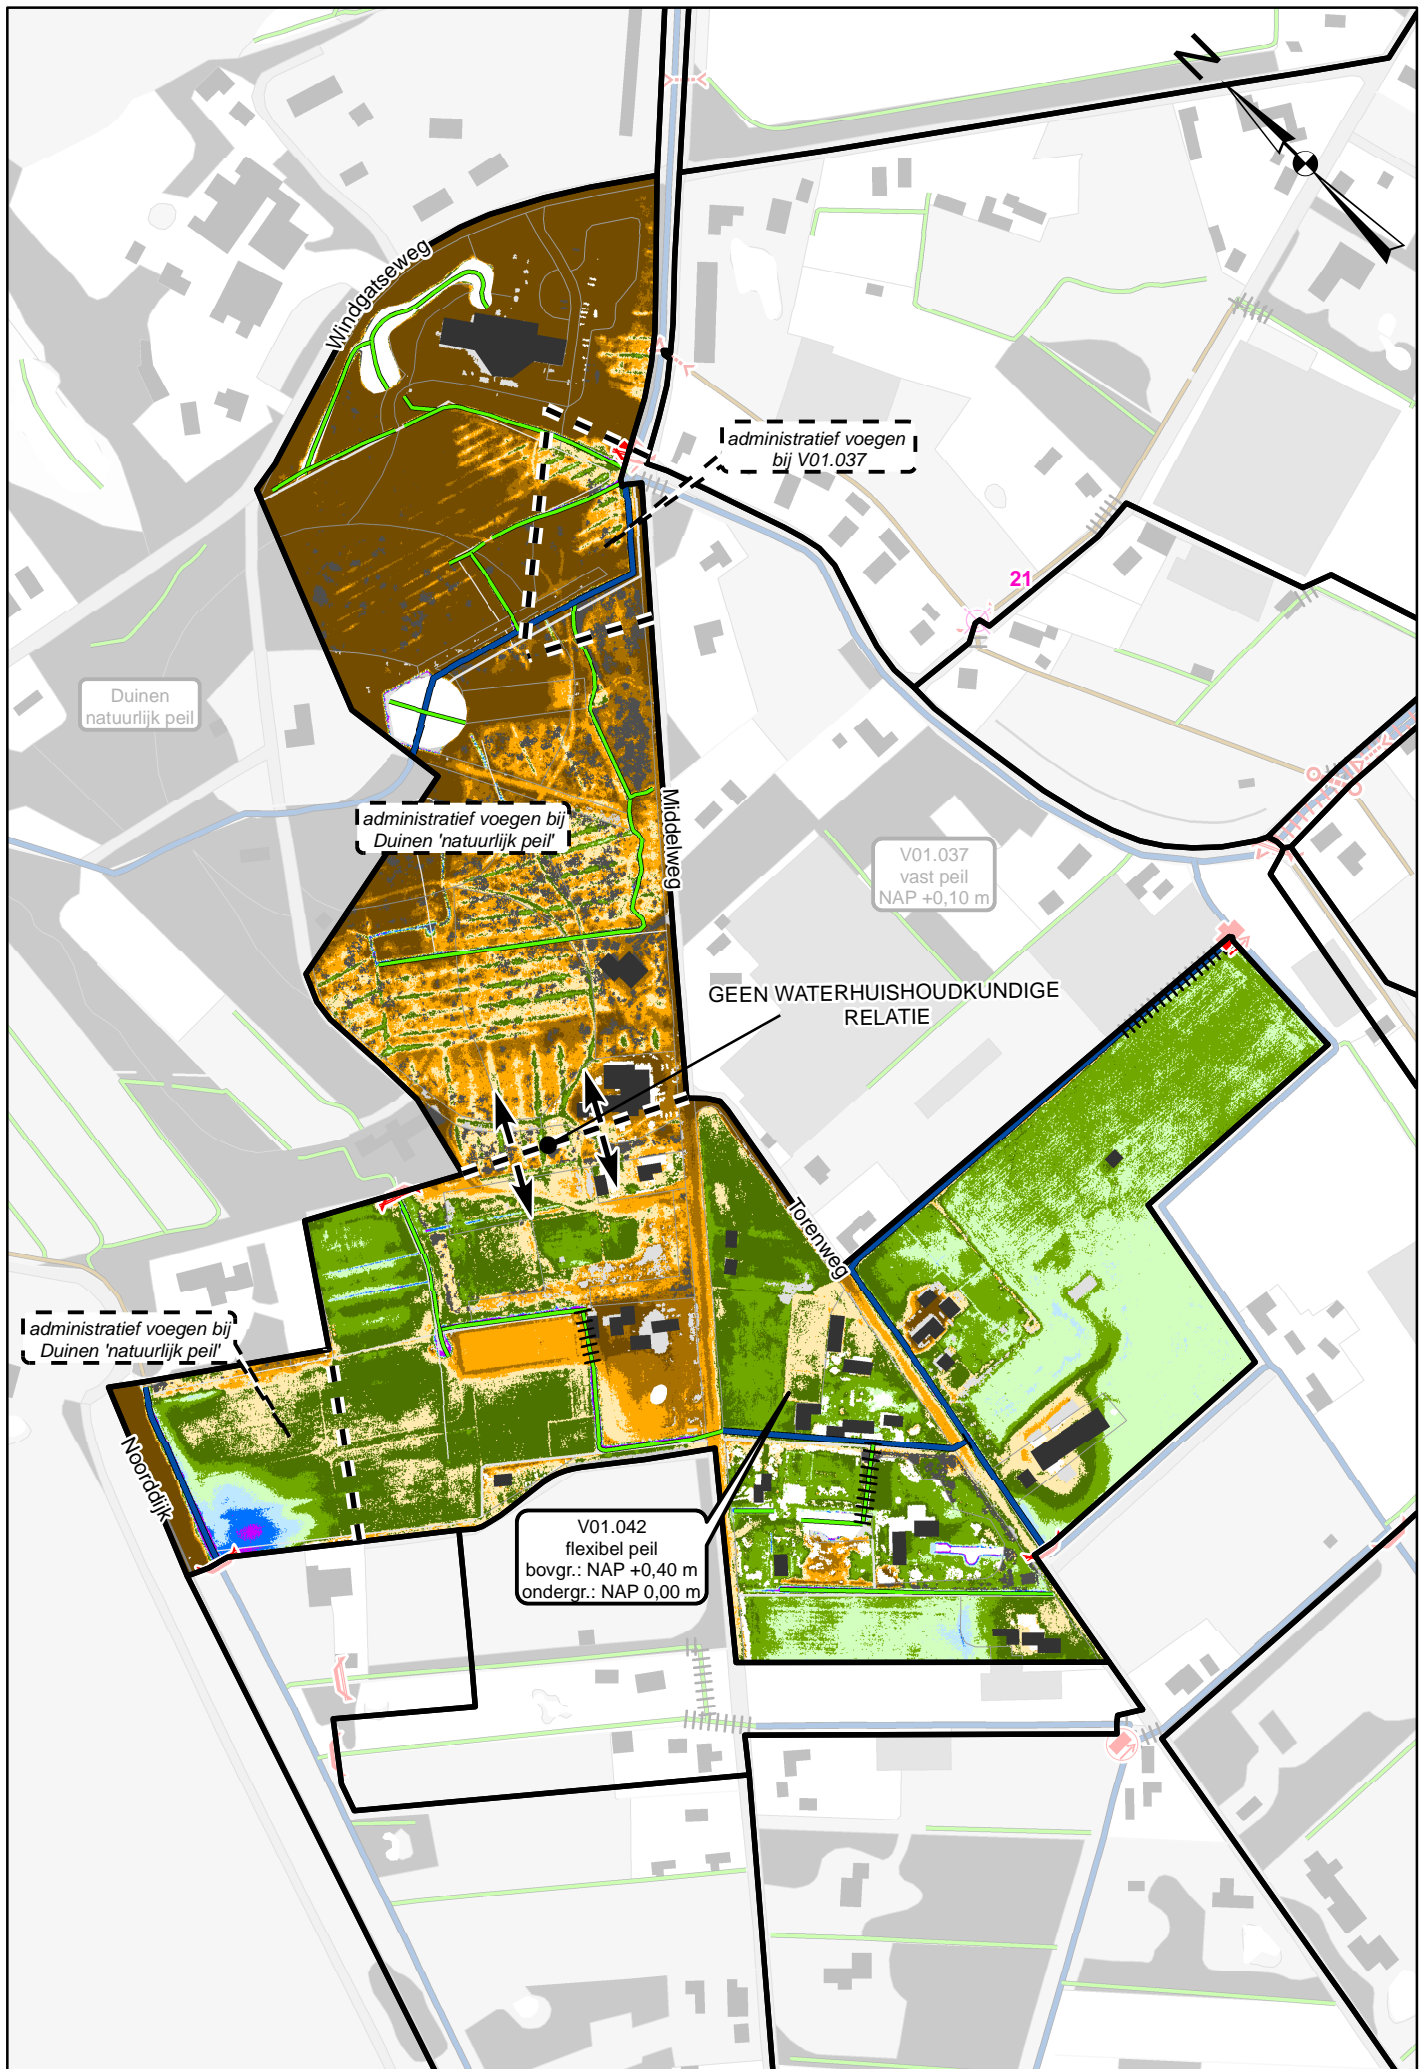 N
Windgatseweg
administratief voegen
bij V01.037
21
Duinen
natuurlijk peil
administratief voegen bij
Duinen 'natuurlijk peil'
Middelweg
V01.037
vast peil
NAP +0,10 m
GEEN WATERHUISHOUDKUNDIGE
RELATIE
Torenweg
administratief voegen bij
Duinen 'natuurlijk peil'
Noorddijk
V01.042
flexibel peil
bovgr.: NAP +0,40 m
ondergr.: NAP 0,00 m